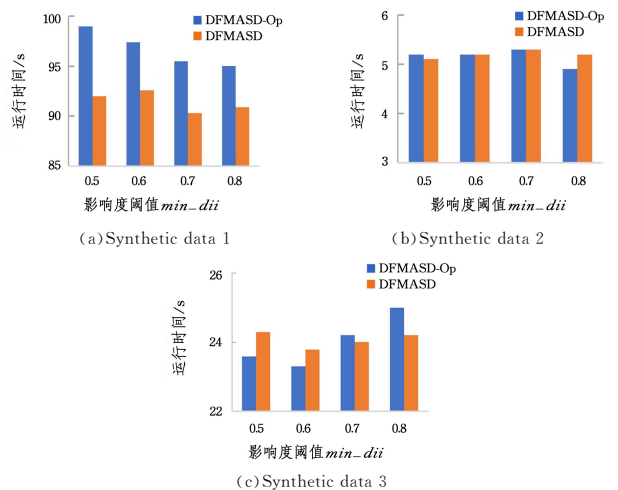 100
95
90
85
运行时间/s
DFMASD-Op
DFMASD
0.5 0.6 0.7 0.8
影响度阈值min_dii
(a)Synthetic data 1
6
5
4
3
运行时间/s
DFMASD-Op
DFMASD
0.5 0.6 0.7 0.8
影响度阈值min_dii
(b)Synthetic data 2
26
24
22
运行时间/s
DFMASD-Op
DFMASD
0.5 0.6 0.7 0.8
影响度阈值min_dii
(c)Synthetic data 3